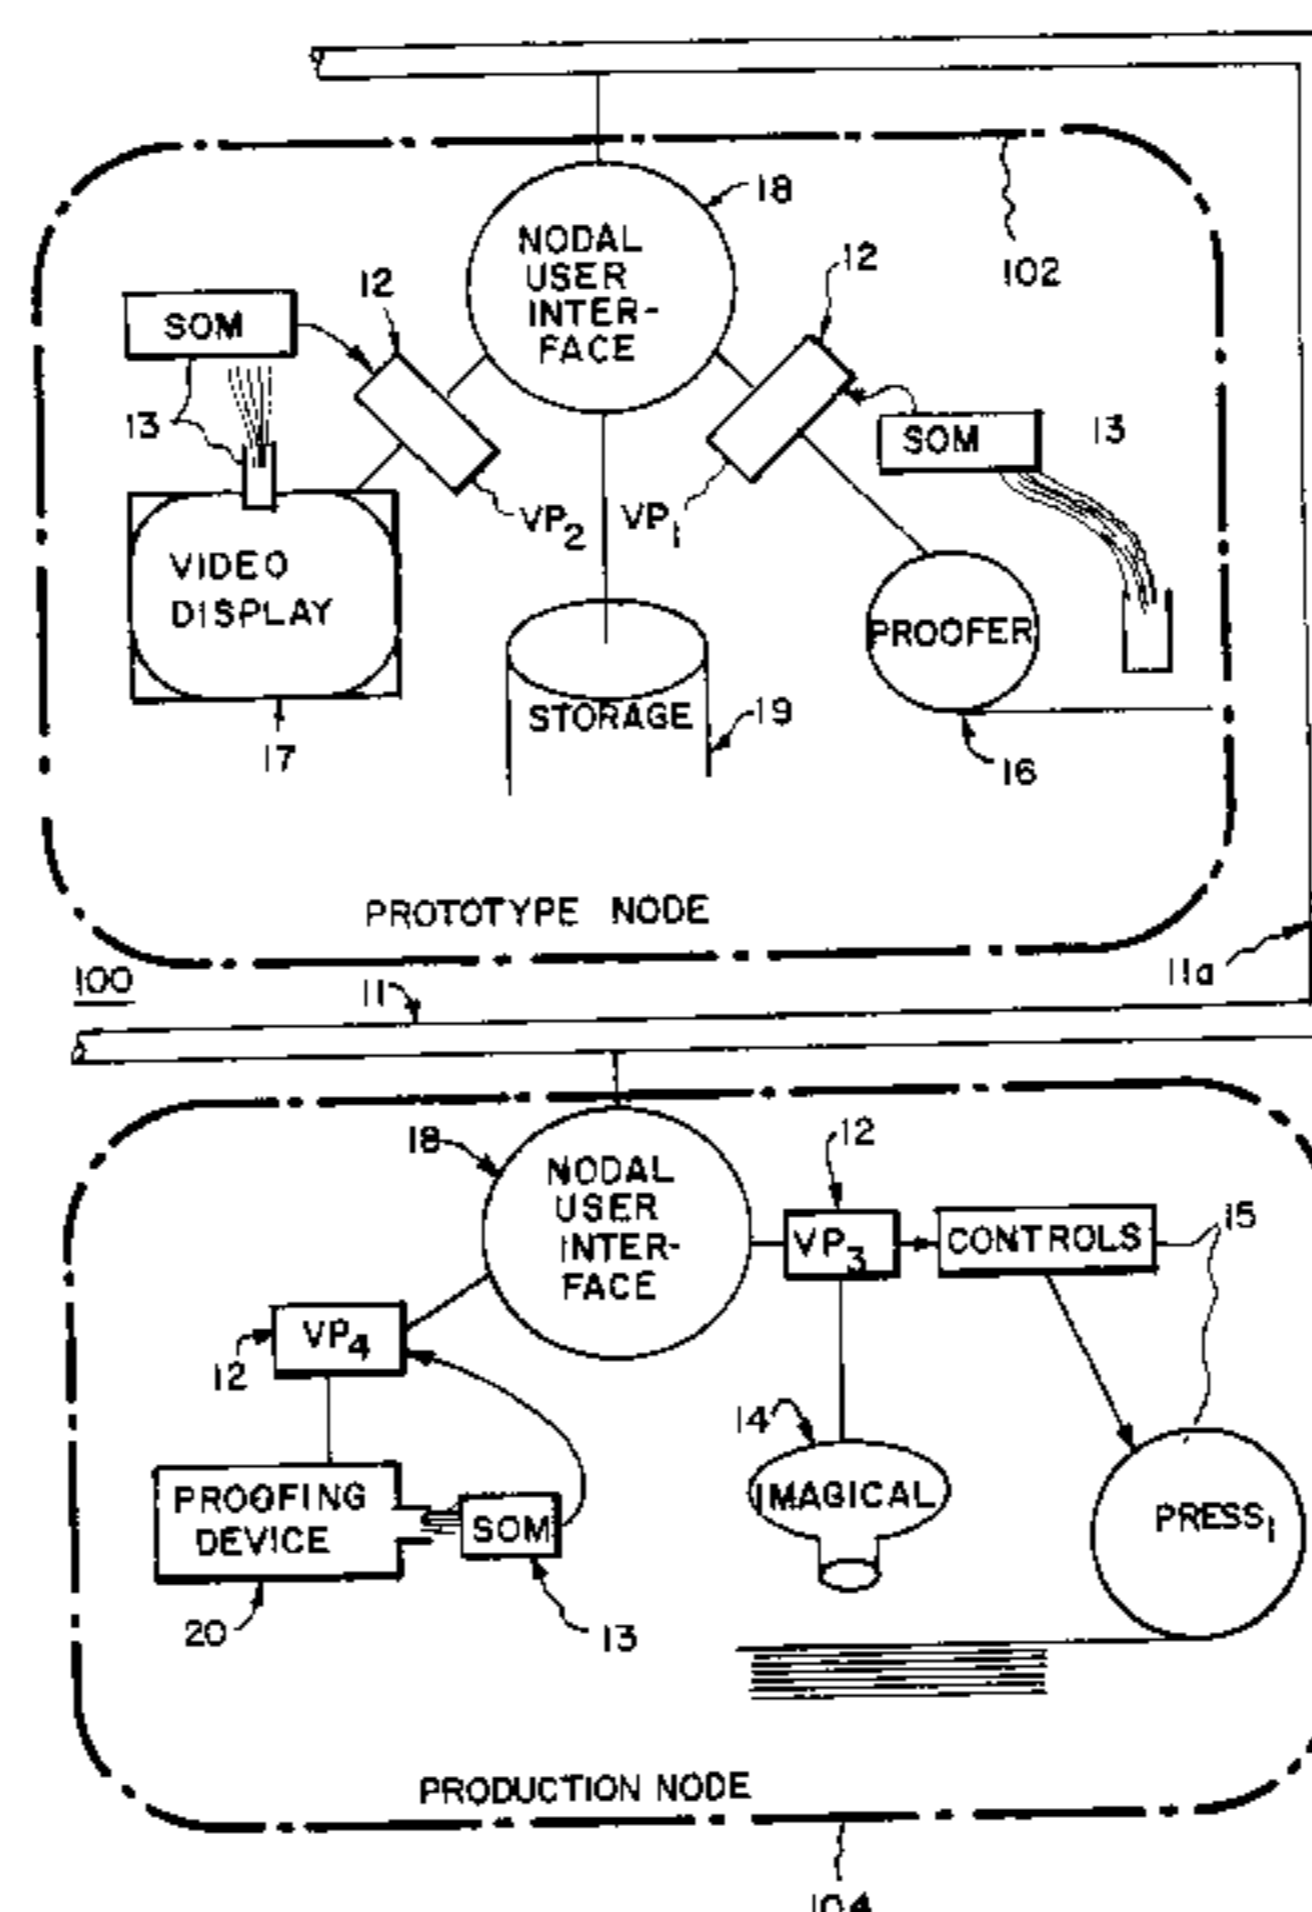 18
NODAL
USER
INTER-
FACE
102
12
12
SOM
13
SOM
13
VP2
VP1
VIDEO
DISPLAY
PROOFER
STORAGE
19
17
16
PROTOTYPE NODE
100
11
11a
18
NODAL
USER
INTER-
FACE
12
VP3
CONTROLS
15
VP4
12
14
IMAGICAL
PROOFING
DEVICE
SOM
PRESS1
20
13
PRODUCTION NODE
104